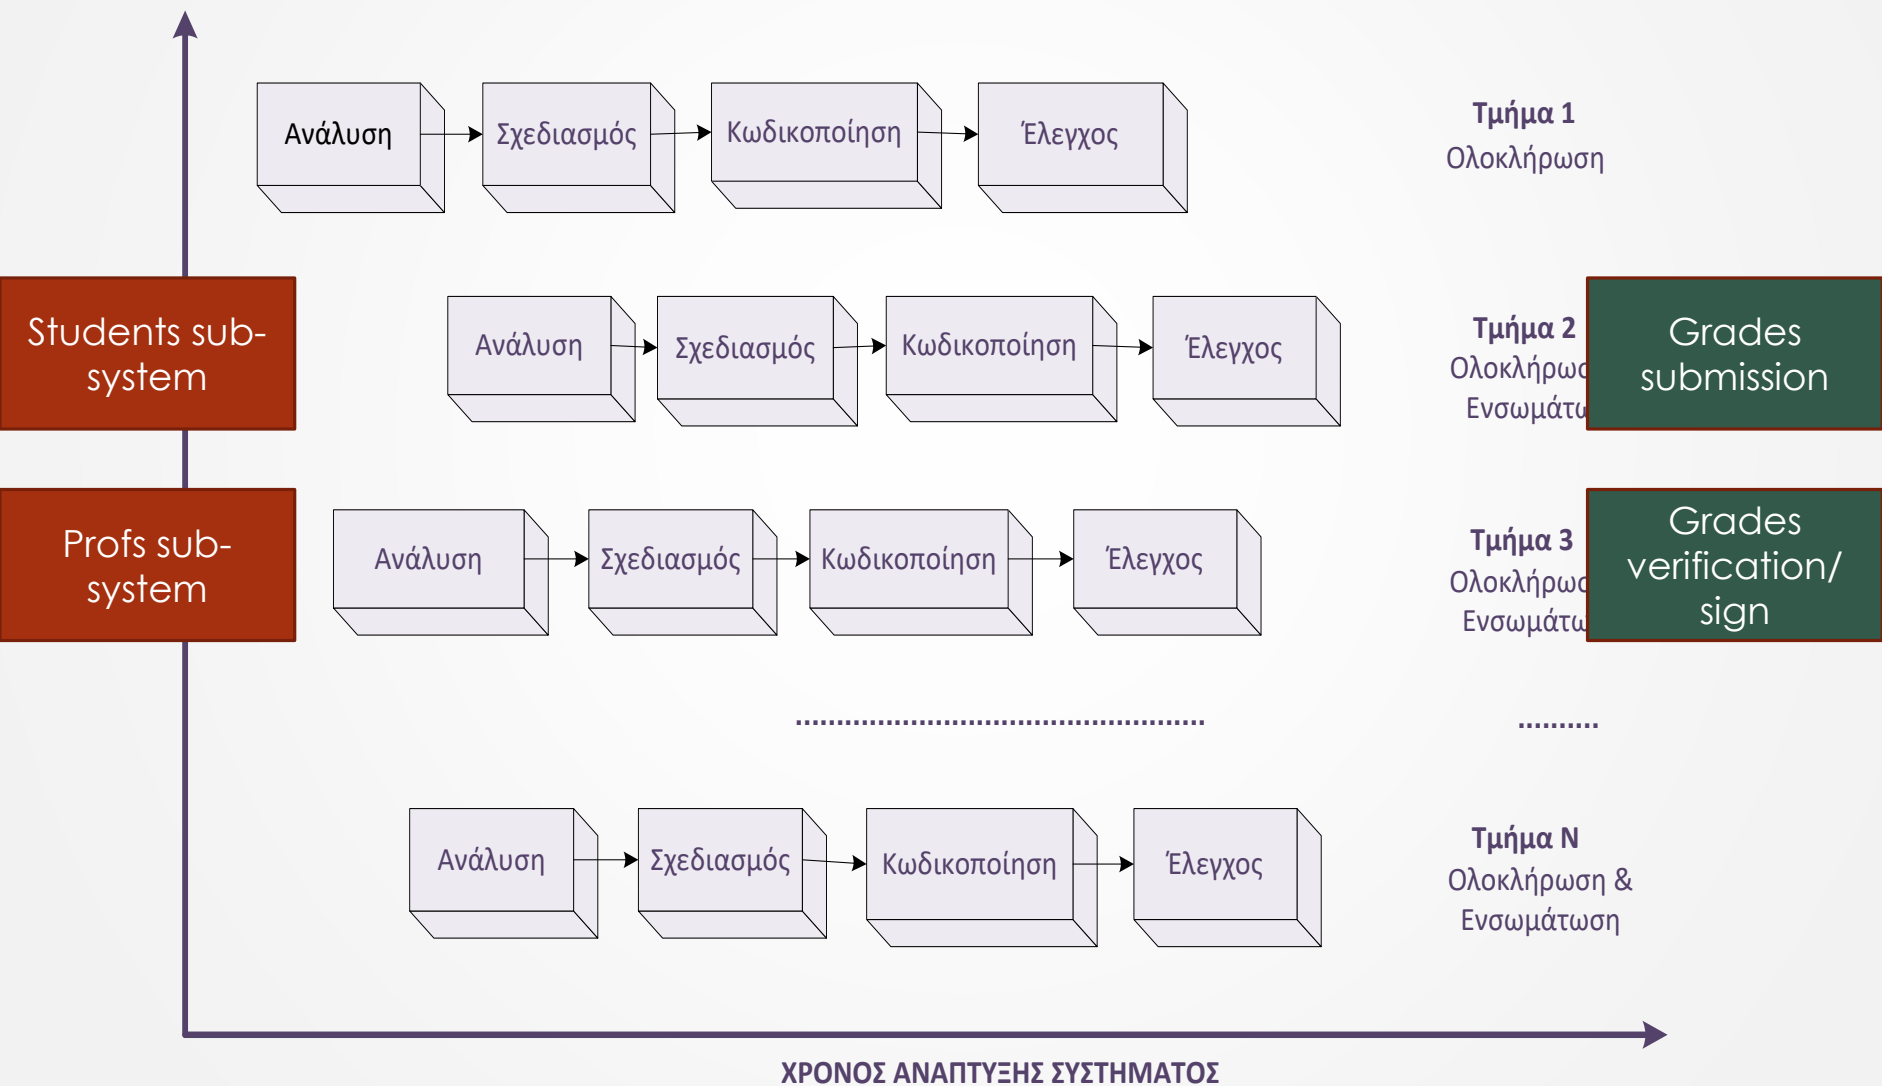 Ανάλυση
Σχεδιασμός
Κωδικοποίηση
Έλεγχος
Τμήμα 1
Ολοκλήρωση
Students sub-
system
Ανάλυση
Σχεδιασμός
Κωδικοποίηση
Έλεγχος
Τμήμα 2
Grades
submission
Profs sub-
system
Ανάλυση
Σχεδιασμός
Κωδικοποίηση
Έλεγχος
Τμήμα 3
Grades
verification/
sign
..................................................
..........
Ανάλυση
Σχεδιασμός
Κωδικοποίηση
Έλεγχος
Τμήμα Ν
Ολοκλήρωση &
Ενσωμάτωση
ΧΡΟΝΟΣ ΑΝΑΠΤΥΞΗΣ ΣΥΣΤΗΜΑΤΟΣ